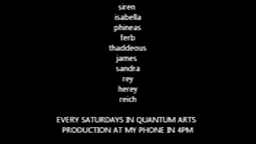 siren
isabella
phineas
ferb
thaddeous
james
sandra
rey
herey
reich
EVERY SATURDAYS IN QUANTUM ARTS
PRODUCTION AT MY PHONE IN 4PM